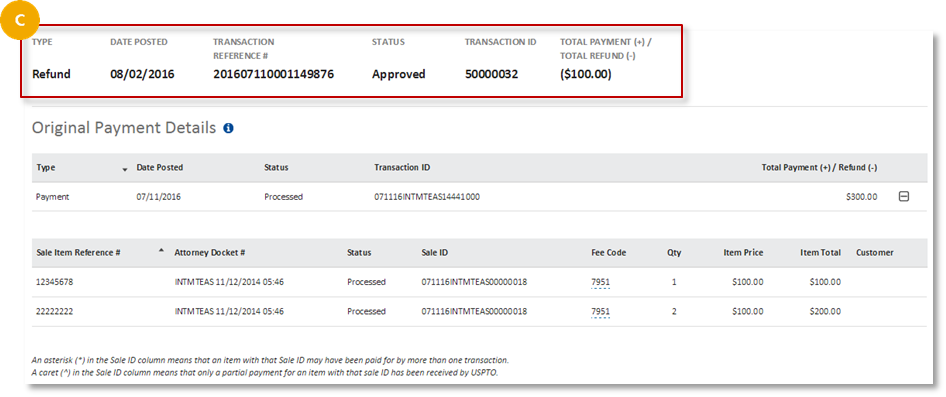 C
TYPE DATE POSTED TRANSACTION REFERENCE # STATUS TRANSACTION ID TOTAL PAYMENT (+) / TOTAL REFUND (-)
Refund 08/02/2016 201607110001149876 Approved 50000032 ($100.00)
Original Payment Details
Type Date Posted Status Transaction ID Total Payment (+) / Refund (-)
Payment 07/11/2016 Processed 071116INTMTEAS14441000 $300.00
Sale Item Reference # Attorney Docket # Status Sale ID Fee Code Qty Item Price Item Total Customer
12345678 INTMTEAS 11/12/2014 05:46 Processed 071116INTMTEAS00000018 7951 1 $100.00 $100.00
22222222 INTMTEAS 11/12/2014 05:46 Processed 071116INTMTEAS00000018 7951 2 $100.00 $200.00
An asterisk (*) in the Sale ID column means that an item with that Sale ID may have been paid for by more than one transaction.
A caret (^) in the Sale ID column means that only a partial payment for an item with that sale ID has been received by USPTO.